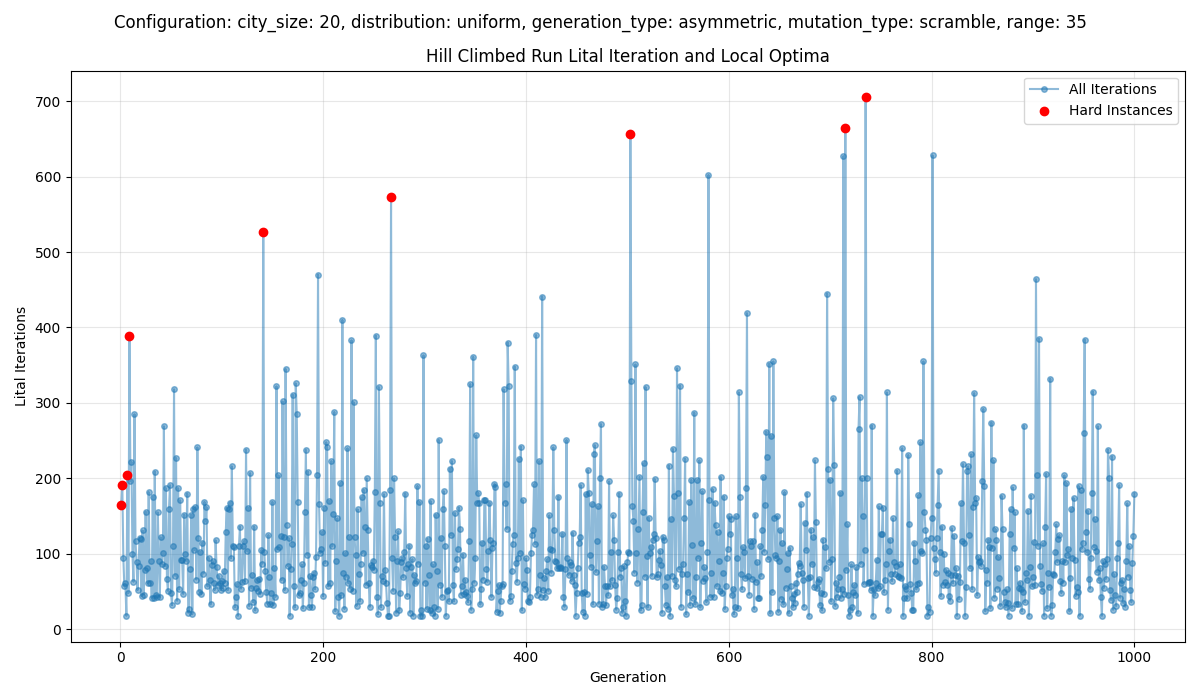 Configuration: city_size: 20, distribution: uniform, generation_type: asymmetric, mutation_type: scramble, range: 35
Hill Climbed Run Lital Iteration and Local Optima
All Iterations
Hard Instances
Lital Iterations
700
600
500
400
300
200
100
0
0 200 400 600 800 1000
Generation